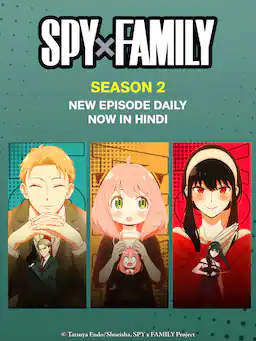 SPY×FAMILY
SEASON 2
NEW EPISODE DAILY
NOW IN HINDI
© Tatsuya Endo/Shueisha, SPY x FAMILY Project